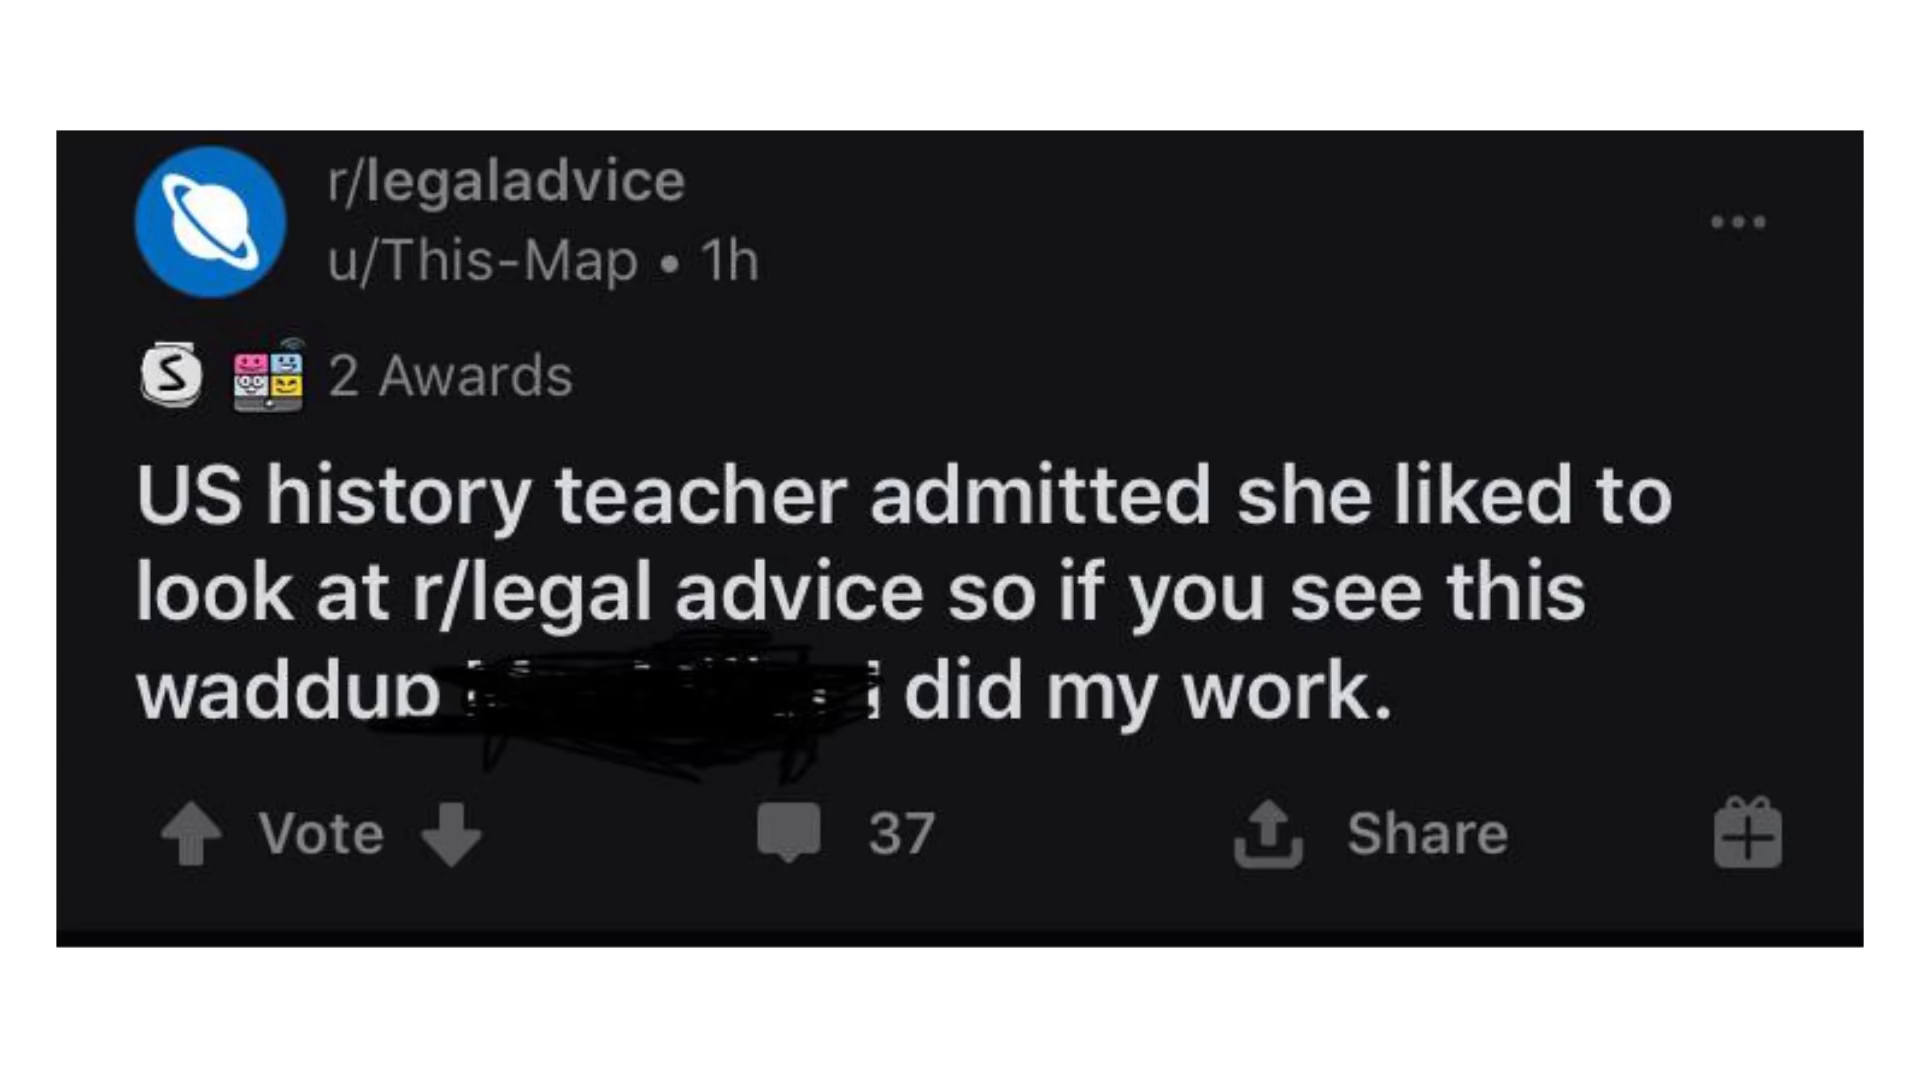 r/legaladvice
u/This-Map • 1h
2 Awards
US history teacher admitted she liked to
look at r/legal advice so if you see this
waddup did my work.
Vote 37 Share